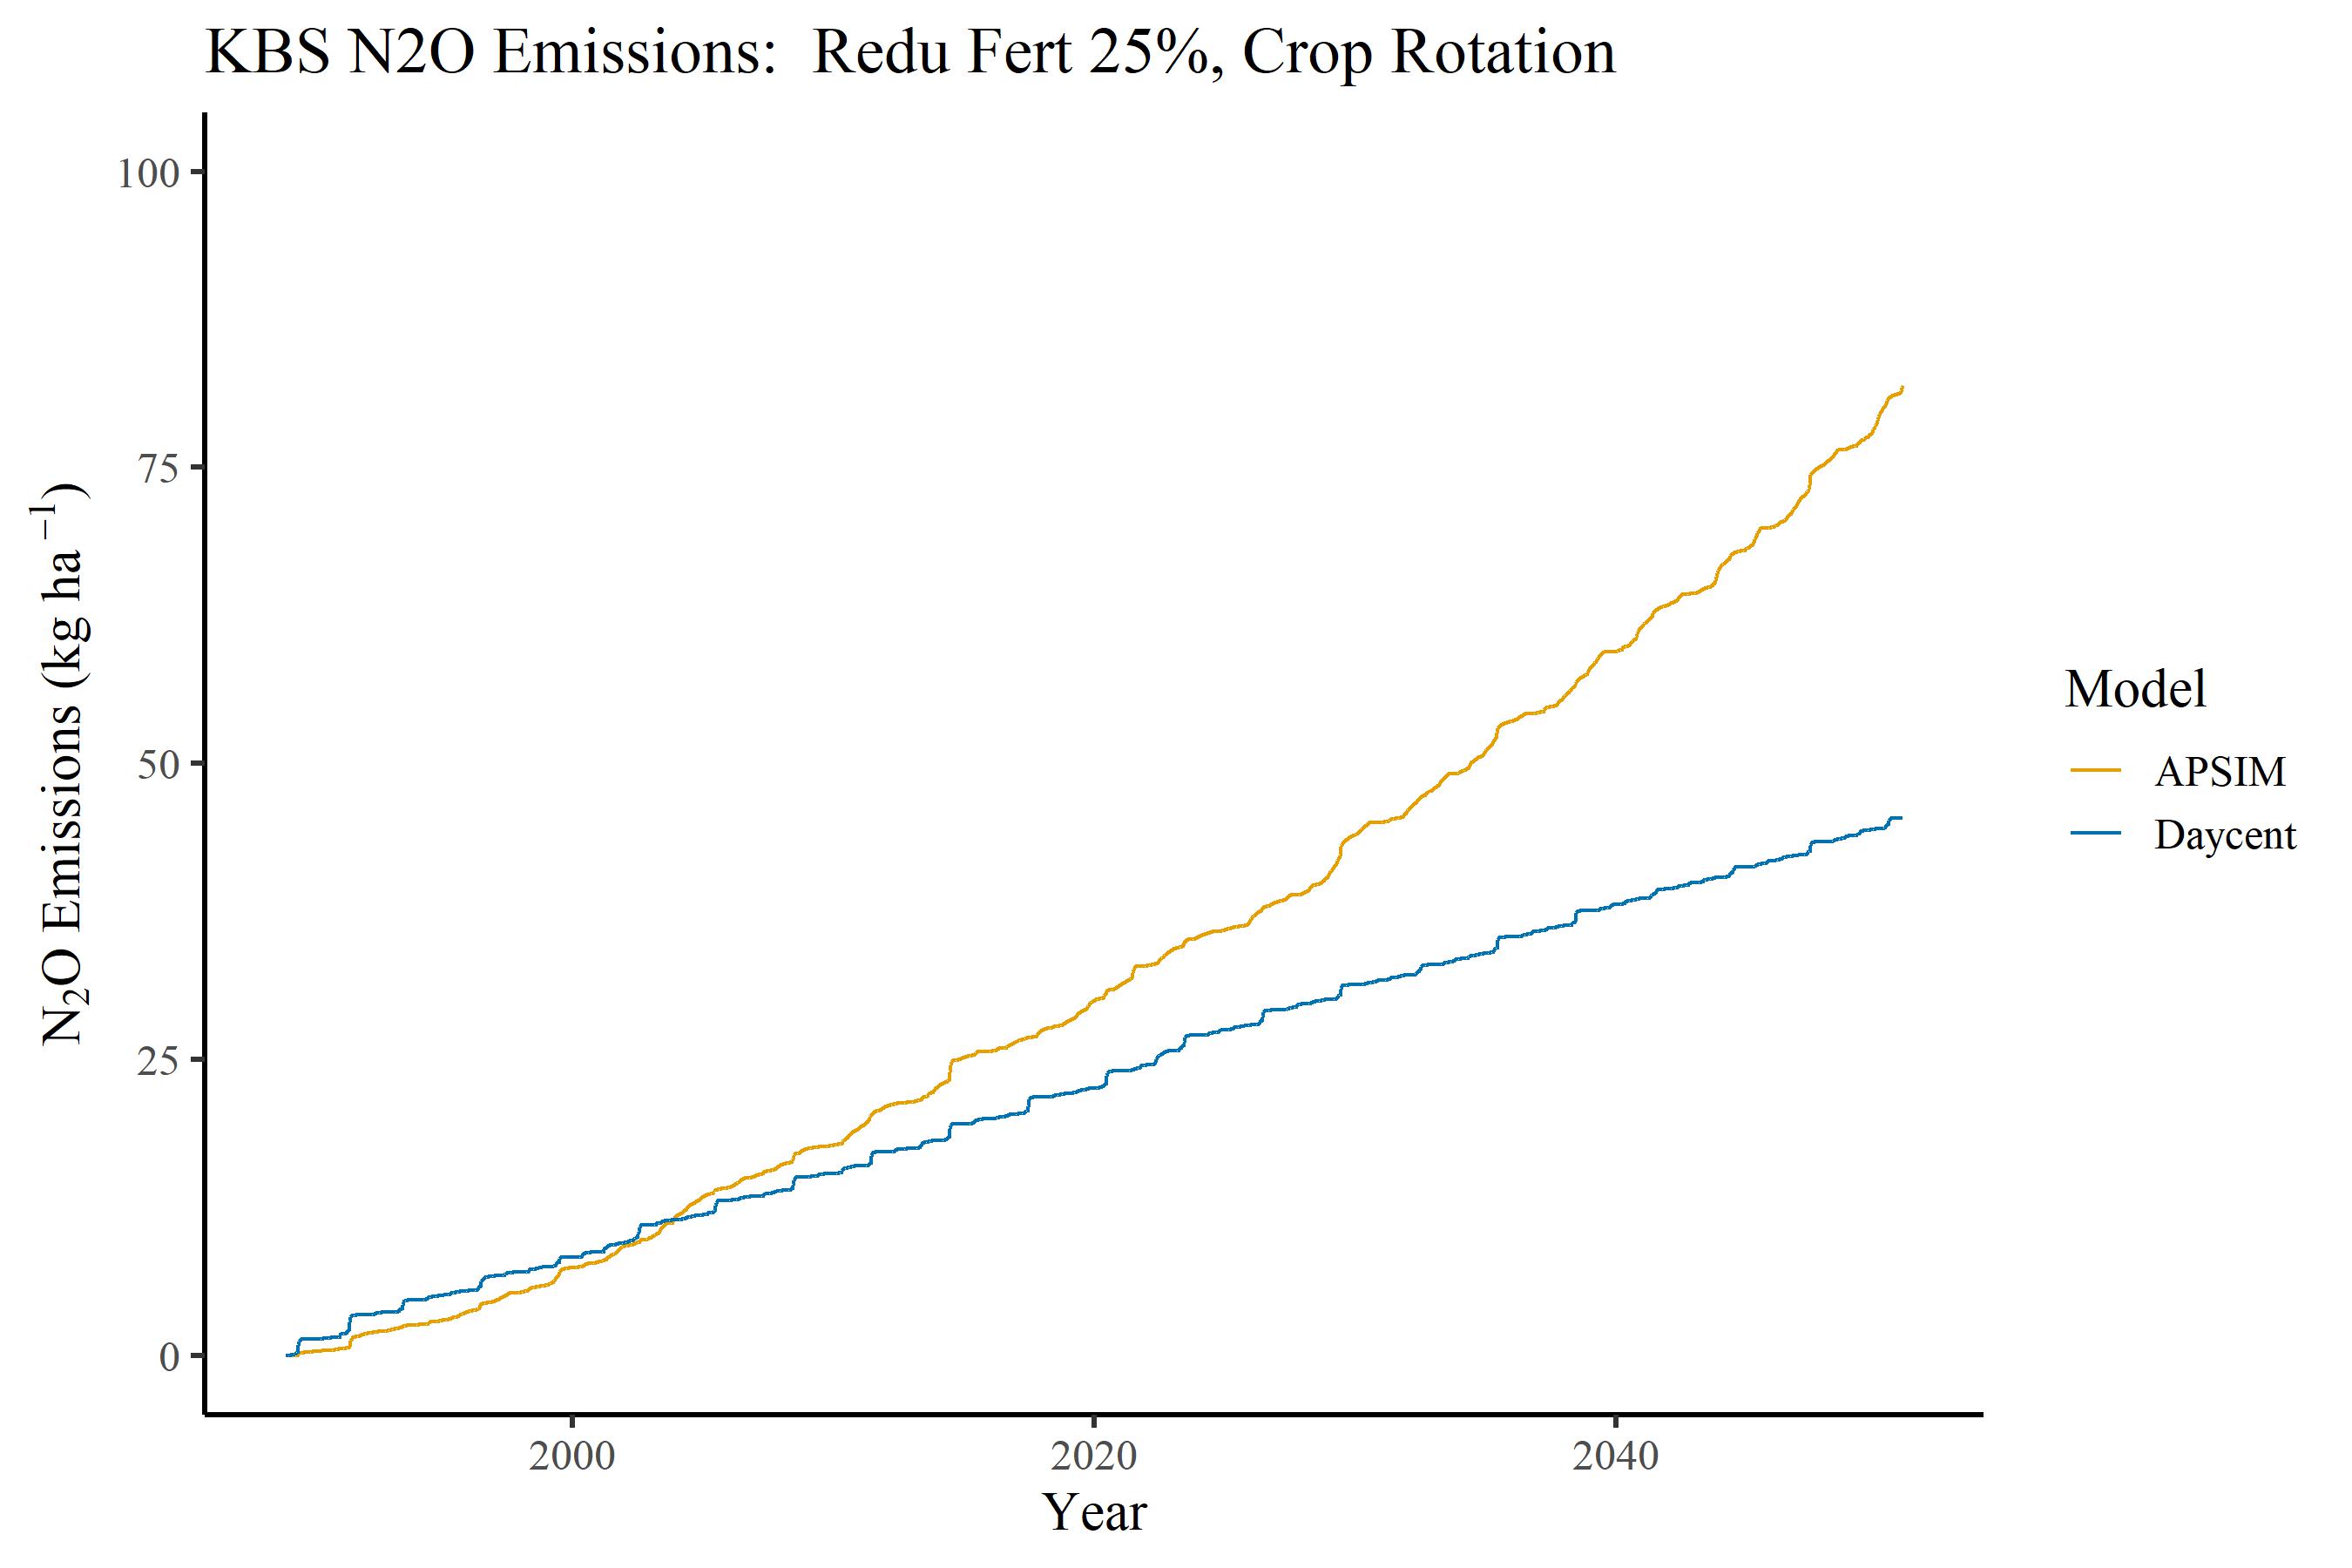 KBS N2O Emissions:  Redu Fert 25%, Crop Rotation
N₂O Emissions (kg ha⁻¹)
100
75
50
25
0
2000 2020 2040
Year
Model
APSIM
Daycent